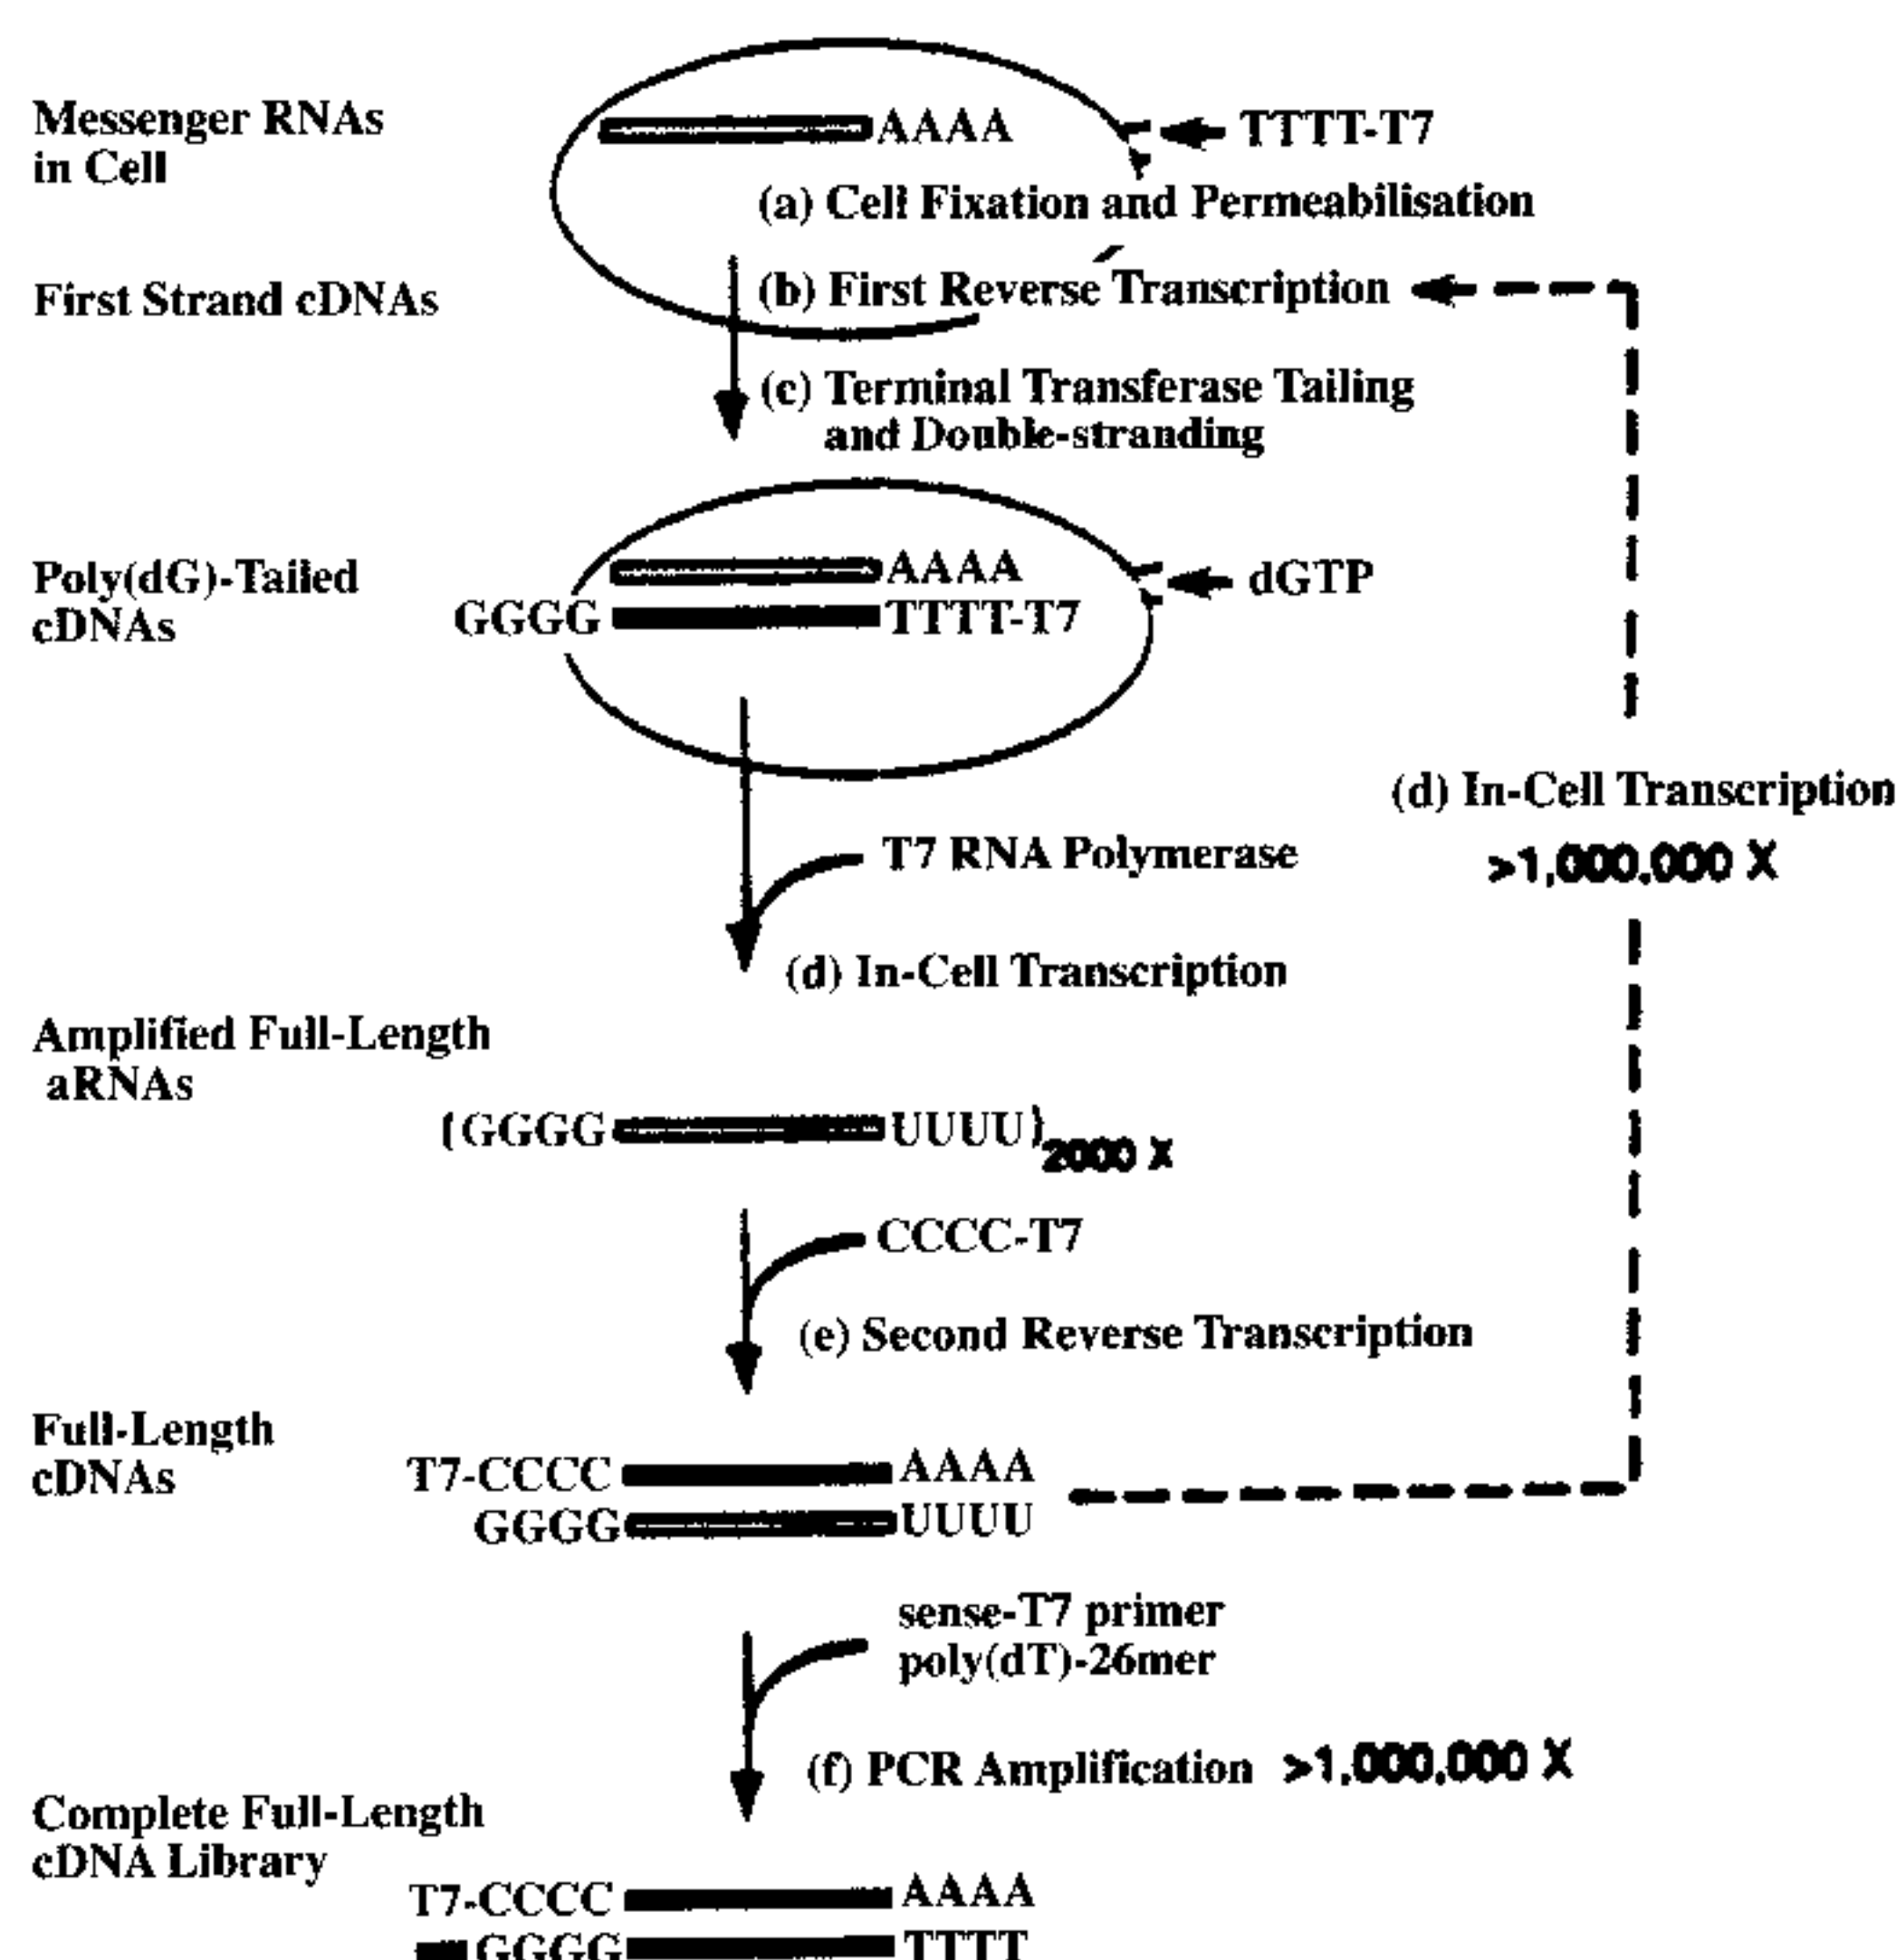 Messenger RNAs
in Cell
AAAA
TTTT-T7
(a) Cell Fixation and Permeabilisation
First Strand cDNAs
(b) First Reverse Transcription
(c) Terminal Transferase Tailing
and Double-stranding
Poly(dG)-Tailed
cDNAs
AAAA
GGGG TTTT-T7
dGTP
(d) In-Cell Transcription
>1,000,000 X
T7 RNA Polymerase
(d) In-Cell Transcription
Amplified Full-Length
aRNAs
(GGGG UUUU)2000 X
CCCC-T7
(e) Second Reverse Transcription
Full-Length
cDNAs
T7-CCCC AAAA
GGGG UUUU
sense-T7 primer
poly(dT)-26mer
(f) PCR Amplification >1,000,000 X
Complete Full-Length
cDNA Library
T7-CCCC AAAA
GGGG TTTT